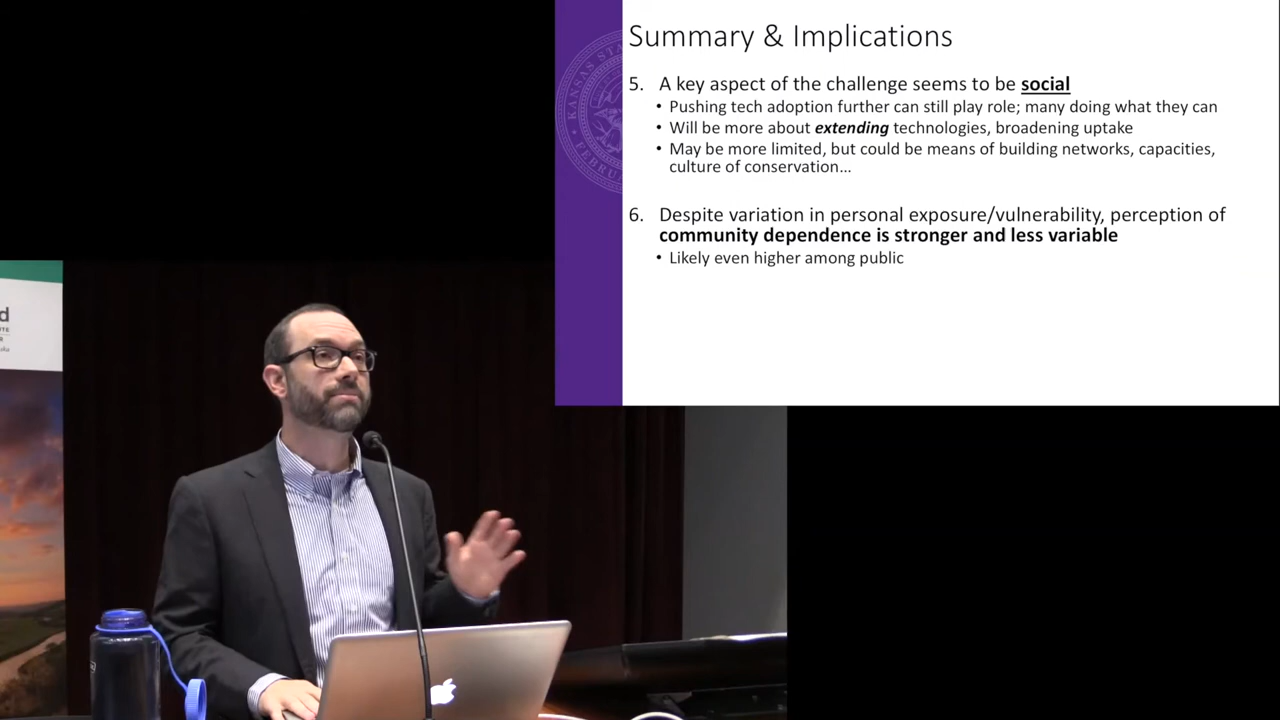 Summary & Implications
5. A key aspect of the challenge seems to be social
• Pushing tech adoption further can still play role; many doing what they can
• Will be more about extending technologies, broadening uptake
• May be more limited, but could be means of building networks, capacities,
culture of conservation…
6. Despite variation in personal exposure/vulnerability, perception of
community dependence is stronger and less variable
• Likely even higher among public
KANSAS STA
FEBRU
d